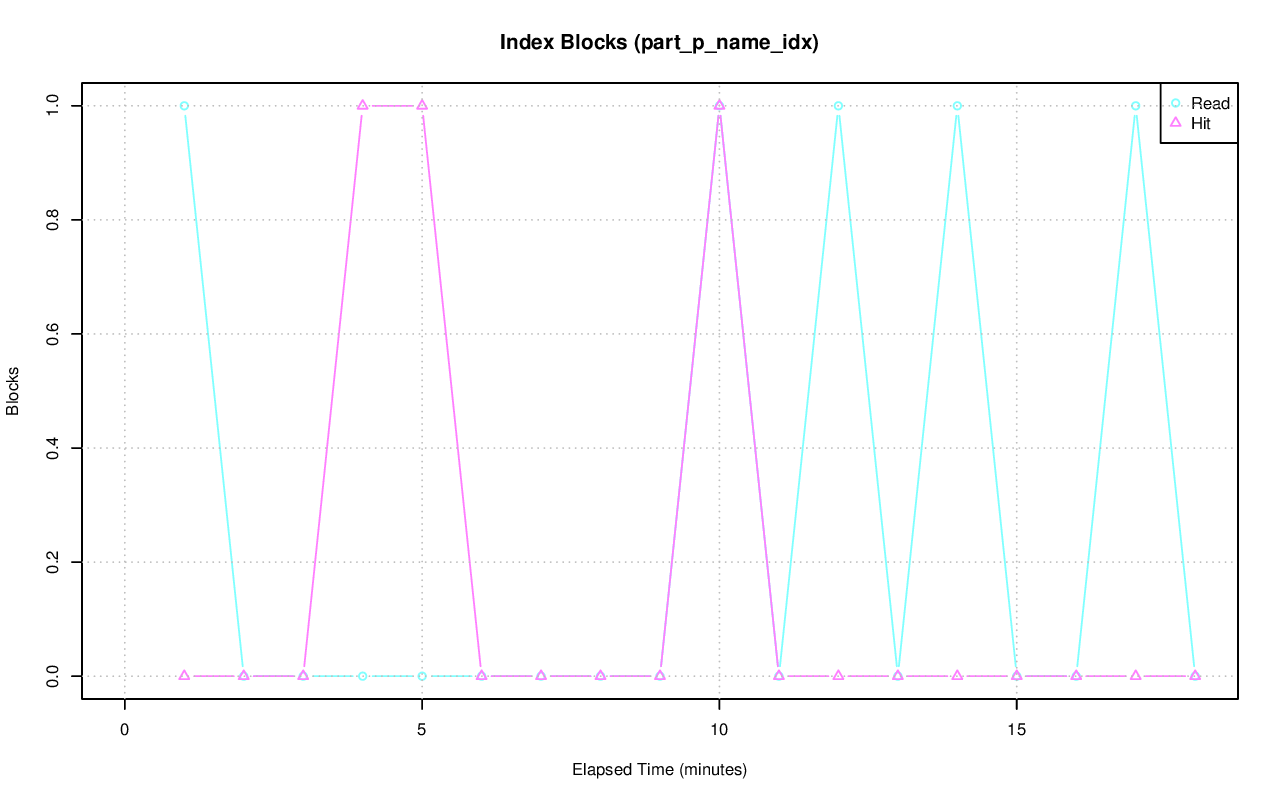 Index Blocks (part_p_name_idx)
Read
Hit
1.0
0.8
0.6
0.4
0.2
0.0
Blocks
0 5 10 15
Elapsed Time (minutes)